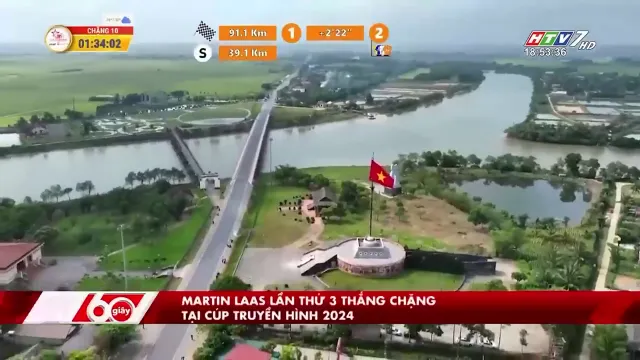 CHẶNG 10
01:34:02
91.1 Km
1
+2'22"
2
S
39.1 Km
HTV7 HD
18:53:36
60 giây
MARTIN LAAS LẦN THỨ 3 THẮNG CHẶNG
TẠI CÚP TRUYỀN HÌNH 2024